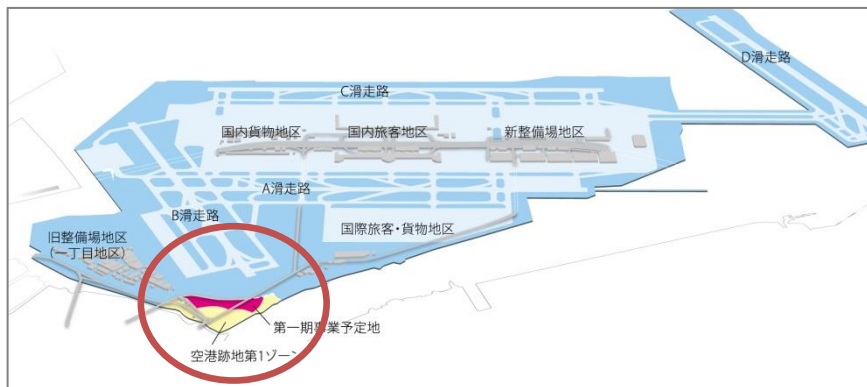 D滑走路
C滑走路
国内貨物地区
国内旅客地区
新整備場地区
A滑走路
B滑走路
国際旅客・貨物地区
旧整備場地区
(一丁目地区)
第一期事業予定地
空港跡地第1ゾーン